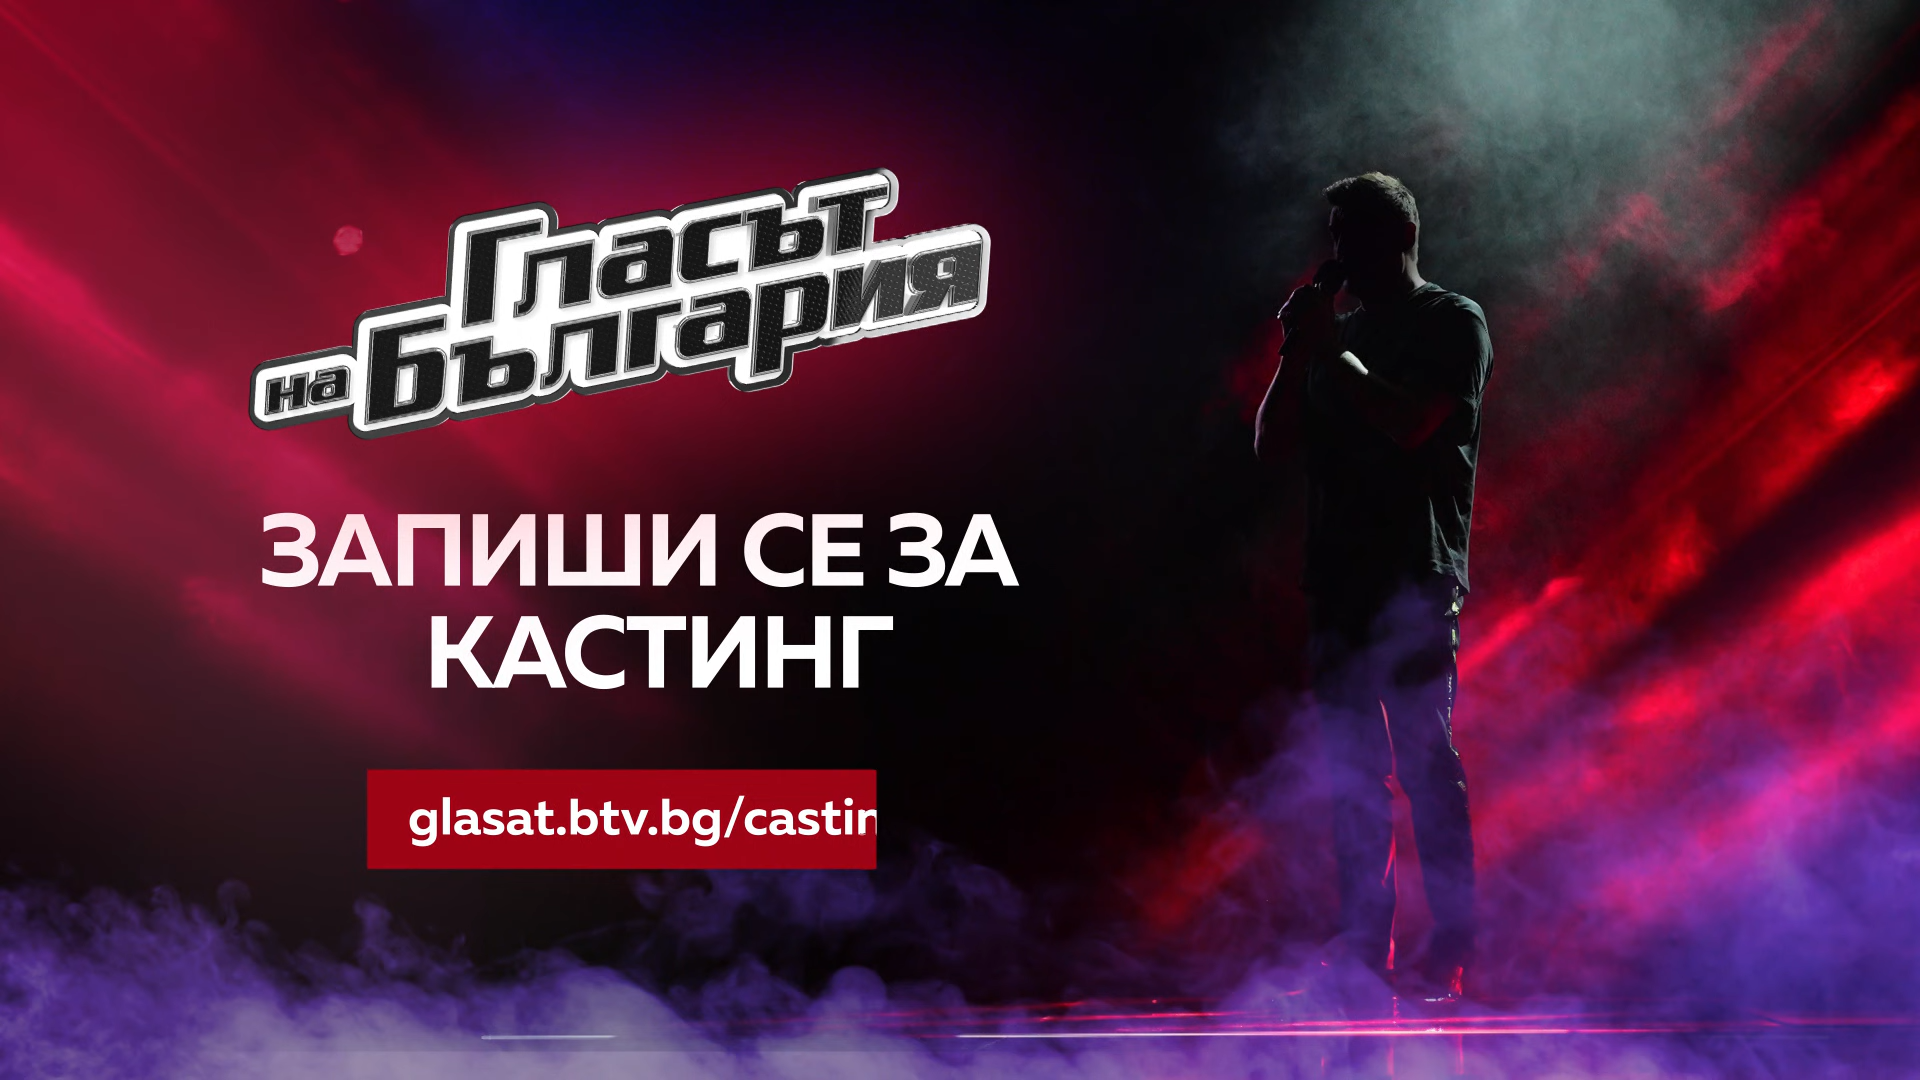 Гласът
на България
ЗАПИШИ СЕ ЗА
КАСТИНГ
glasat.btv.bg/castin